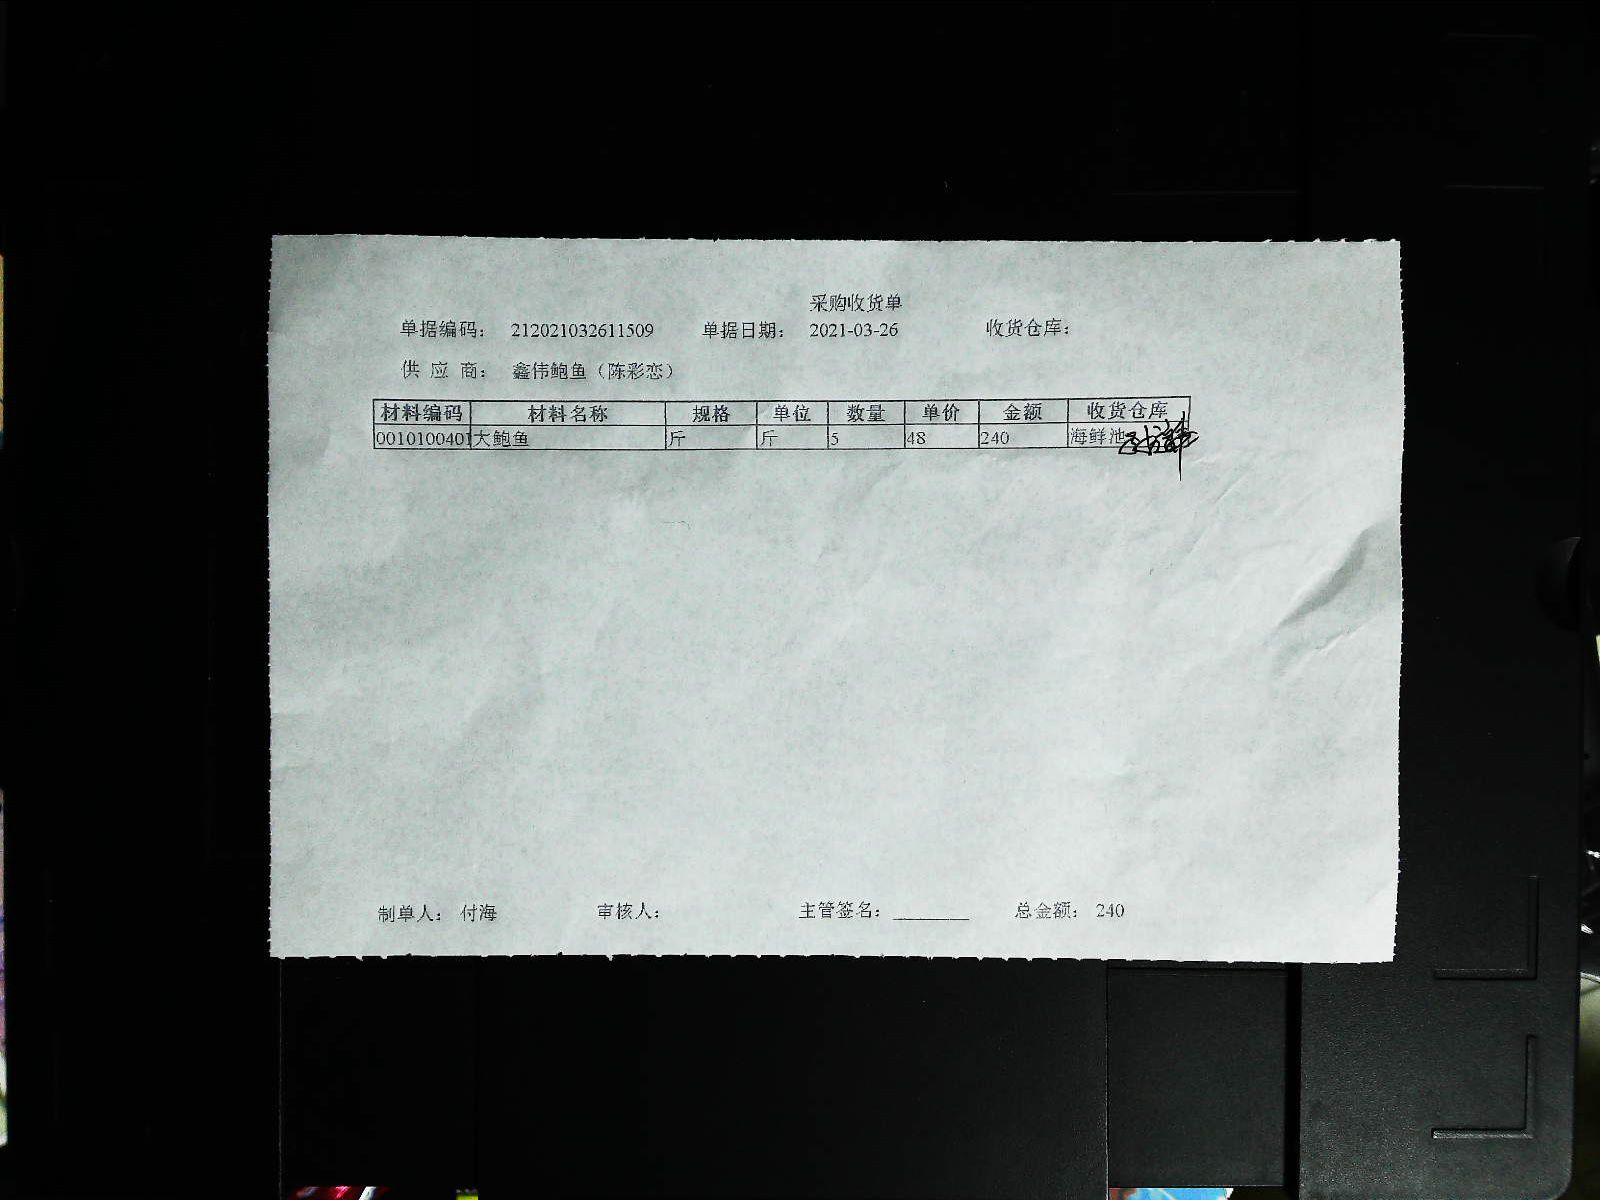 采购收货单
单据编码： 212021032611509 单据日期： 2021-03-26 收货仓库：
供 应 商： 鑫伟鲍鱼（陈彩恋）
材料编码 材料名称 规格 单位 数量 单价 金额 收货仓库
0010100401 大鲍鱼 斤 斤 5 48 240 海鲜池
制单人： 付海 审核人： 主管签名： ________ 总金额： 240